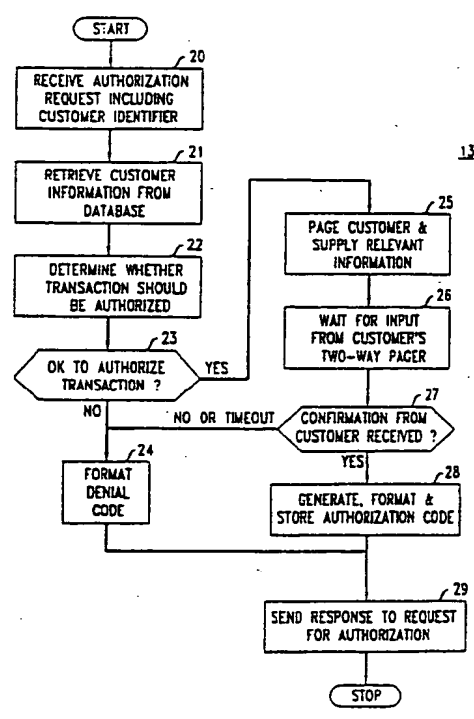 START
20
RECEIVE AUTHORIZATION
REQUEST INCLUDING
CUSTOMER IDENTIFIER
21
RETRIEVE CUSTOMER
INFORMATION FROM
DATABASE
22
DETERMINE WHETHER
TRANSACTION SHOULD
BE AUTHORIZED
23
OK TO AUTHORIZE
TRANSACTION ?
YES
NO
24
FORMAT
DENIAL
CODE
13
25
PAGE CUSTOMER &
SUPPLY RELEVANT
INFORMATION
26
WAIT FOR INPUT
FROM CUSTOMER'S
TWO-WAY PAGER
27
CONFIRMATION FROM
CUSTOMER RECEIVED ?
NO OR TIMEOUT
YES
28
GENERATE, FORMAT &
STORE AUTHORIZATION CODE
29
SEND RESPONSE TO REQUEST
FOR AUTHORIZATION
STOP